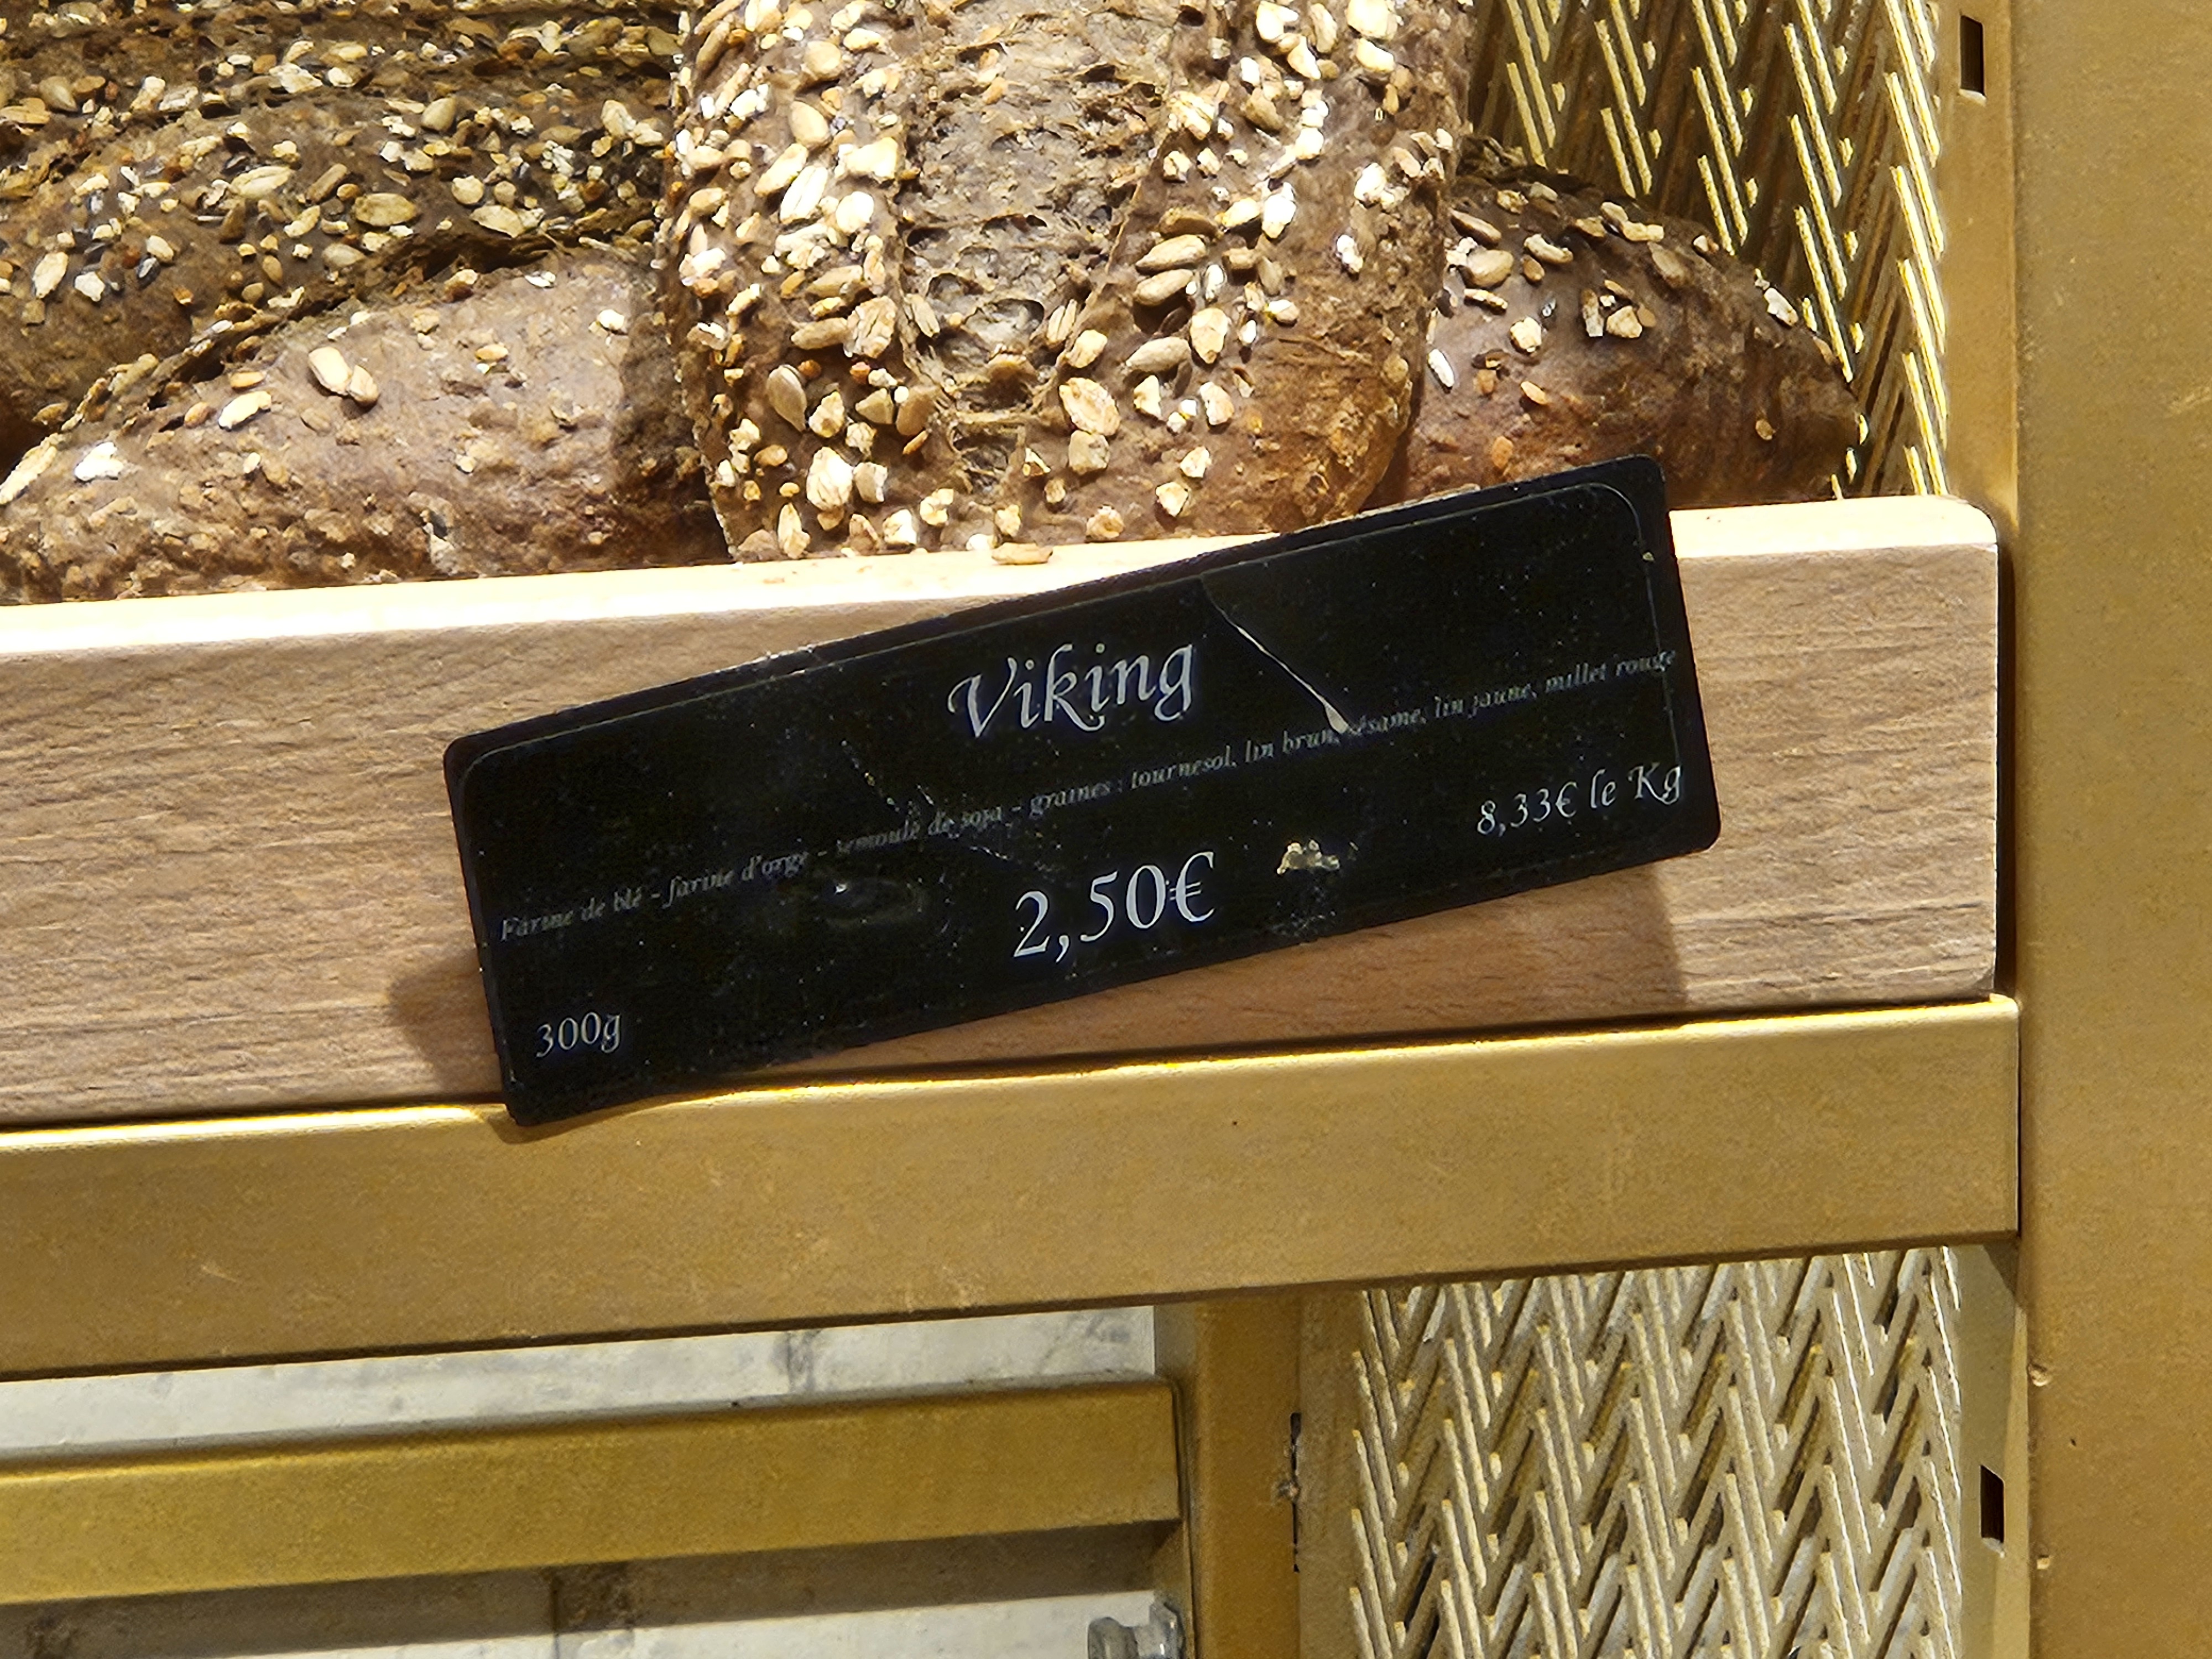 Viking
Farine de blé - farine d'orge - semoule de soja - graines : tournesol, lin brun, sésame, lin jaune, millet rouge
8,33€ le Kg
2,50€
300g